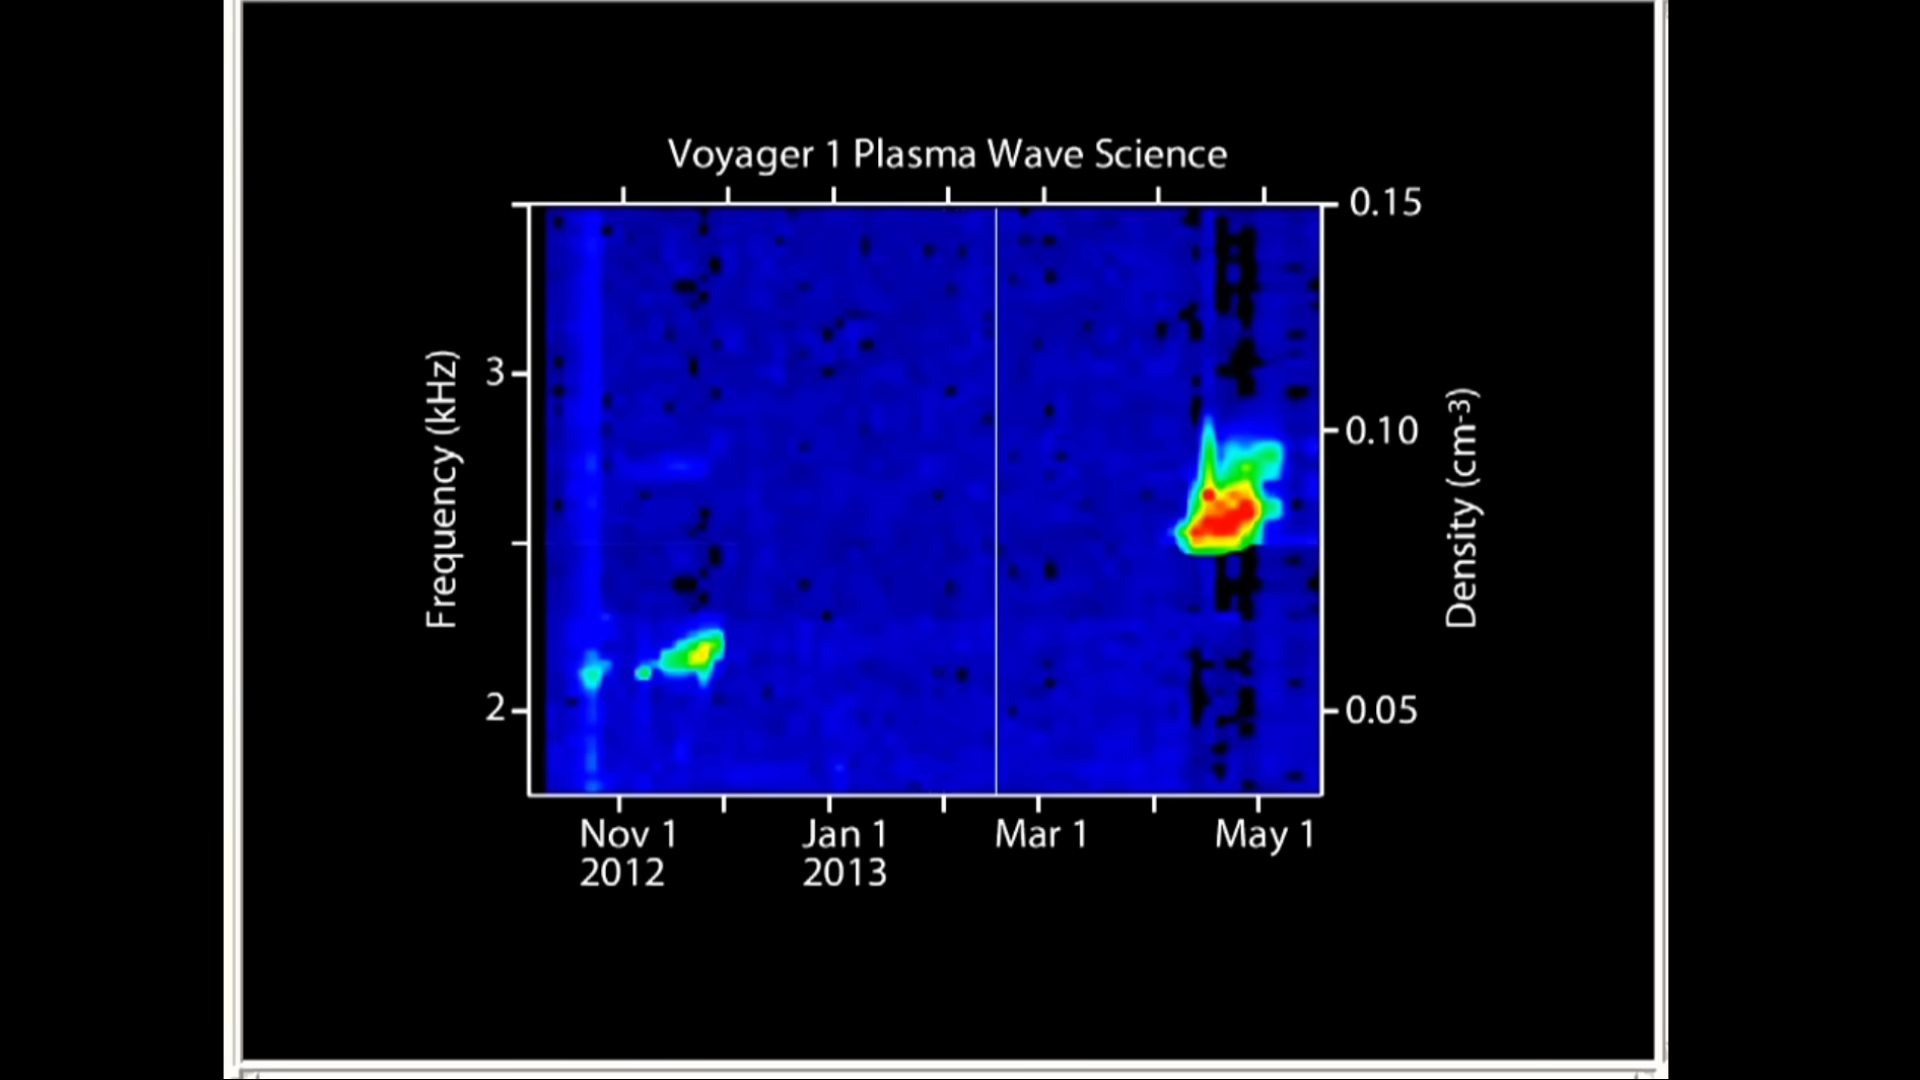 Voyager 1 Plasma Wave Science
0.15
3
0.10
Frequency (kHz)
Density (cm-3)
2
0.05
Nov 1 Jan 1 Mar 1 May 1
2012 2013